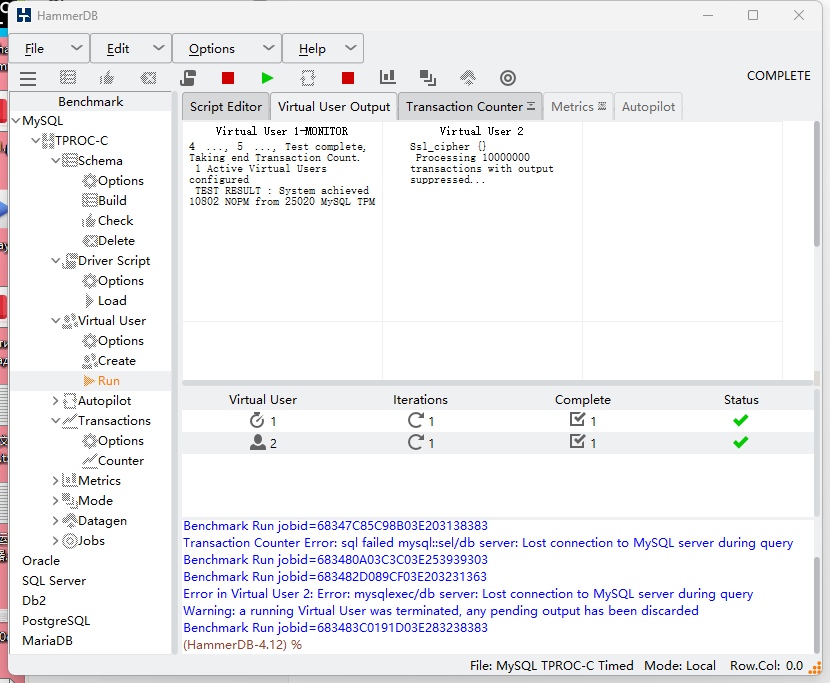 HammerDB
File Edit Options Help
COMPLETE
Benchmark
MySQL
TPROC-C
Schema
Options
Build
Check
Delete
Driver Script
Options
Load
Virtual User
Options
Create
Run
Autopilot
Transactions
Options
Counter
Metrics
Mode
Datagen
Jobs
Oracle
SQL Server
Db2
PostgreSQL
MariaDB
Script Editor Virtual User Output Transaction Counter Metrics Autopilot
Virtual User 1-MONITOR
4 ..., 5 ..., Test complete,
Taking end Transaction Count.
1 Active Virtual Users
configured
TEST RESULT : System achieved
10802 NOPM from 25020 MySQL TPM
Virtual User 2
Ssl_cipher {}
Processing 10000000
transactions with output
suppressed...
Virtual User Iterations Complete Status
1 1 1
2 1 1
Benchmark Run jobid=68347C85C98B03E203138383
Transaction Counter Error: sql failed mysql::sel/db server: Lost connection to MySQL server during query
Benchmark Run jobid=683480A03C3C03E253939303
Benchmark Run jobid=683482D089CF03E203231363
Error in Virtual User 2: Error: mysqlexec/db server: Lost connection to MySQL server during query
Warning: a running Virtual User was terminated, any pending output has been discarded
Benchmark Run jobid=683483C0191D03E283238383
(HammerDB-4.12) %
File: MySQL TPROC-C Timed Mode: Local Row.Col: 0.0